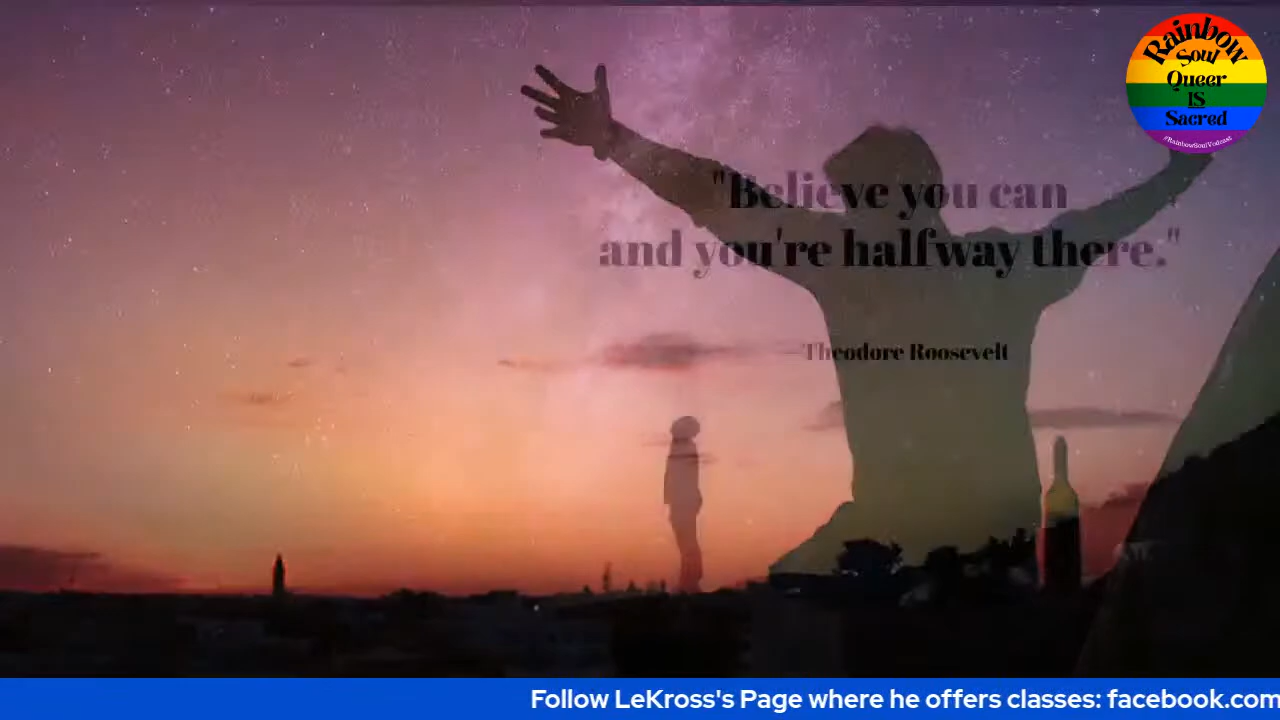 Rainbow
Soul
Queer
IS
Sacred
#RainbowSoulVodcast
"Believe you can
and you're halfway there."
-Theodore Roosevelt
Follow LeKross's Page where he offers classes: facebook.com